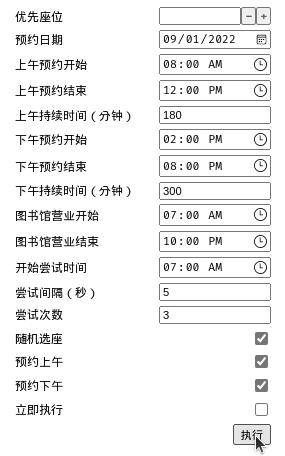 优先座位 − +
预约日期 09/01/2022
上午预约开始 08:00 AM
上午预约结束 12:00 PM
上午持续时间（分钟） 180
下午预约开始 02:00 PM
下午预约结束 08:00 PM
下午持续时间（分钟） 300
图书馆营业开始 07:00 AM
图书馆营业结束 10:00 PM
开始尝试时间 07:00 AM
尝试间隔（秒） 5
尝试次数 3
随机选座
预约上午
预约下午
立即执行
执行